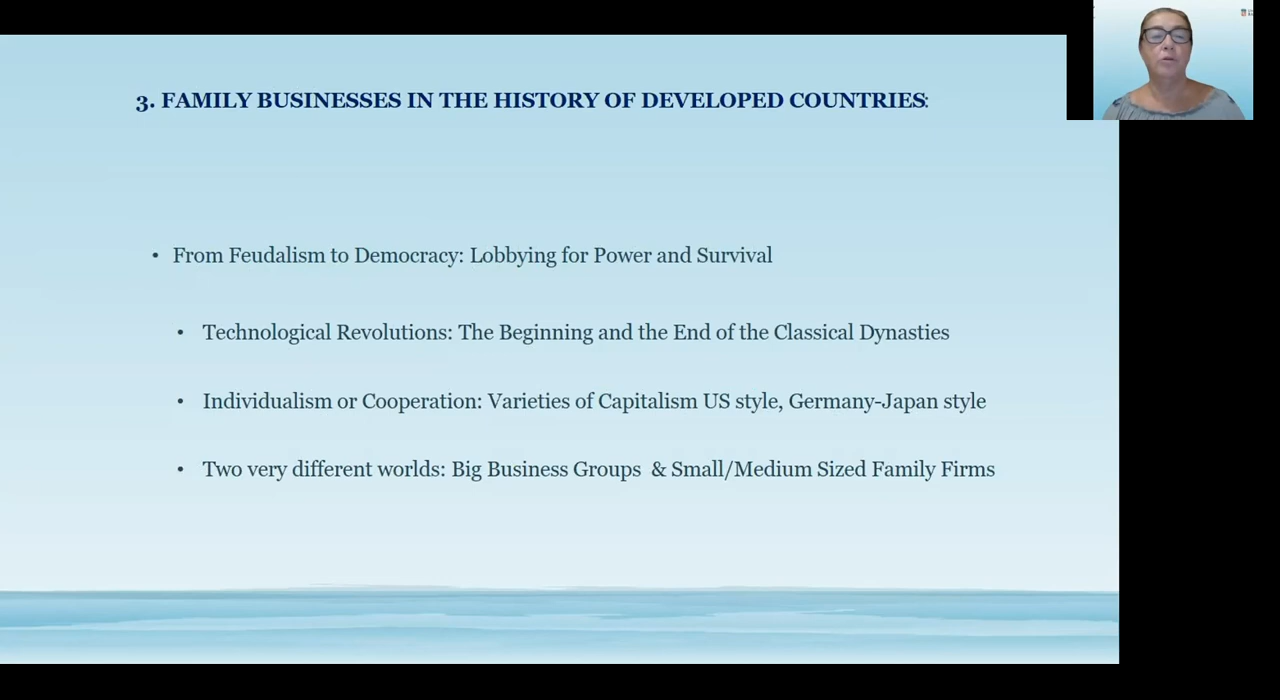 3. FAMILY BUSINESSES IN THE HISTORY OF DEVELOPED COUNTRIES:
• From Feudalism to Democracy: Lobbying for Power and Survival
• Technological Revolutions: The Beginning and the End of the Classical Dynasties
• Individualism or Cooperation: Varieties of Capitalism US style, Germany-Japan style
• Two very different worlds: Big Business Groups & Small/Medium Sized Family Firms